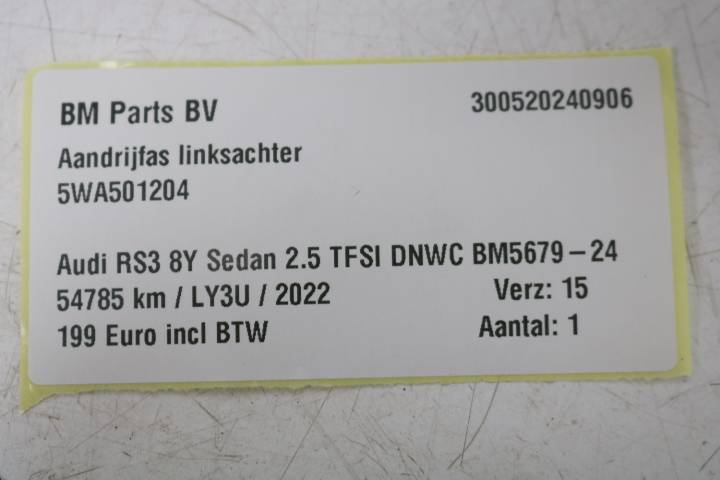 BM Parts BV 300520240906
Aandrijfas linksachter
5WA501204
Audi RS3 8Y Sedan 2.5 TFSI DNWC BM5679-24
54785 km / LY3U / 2022 Verz: 15
199 Euro incl BTW Aantal: 1